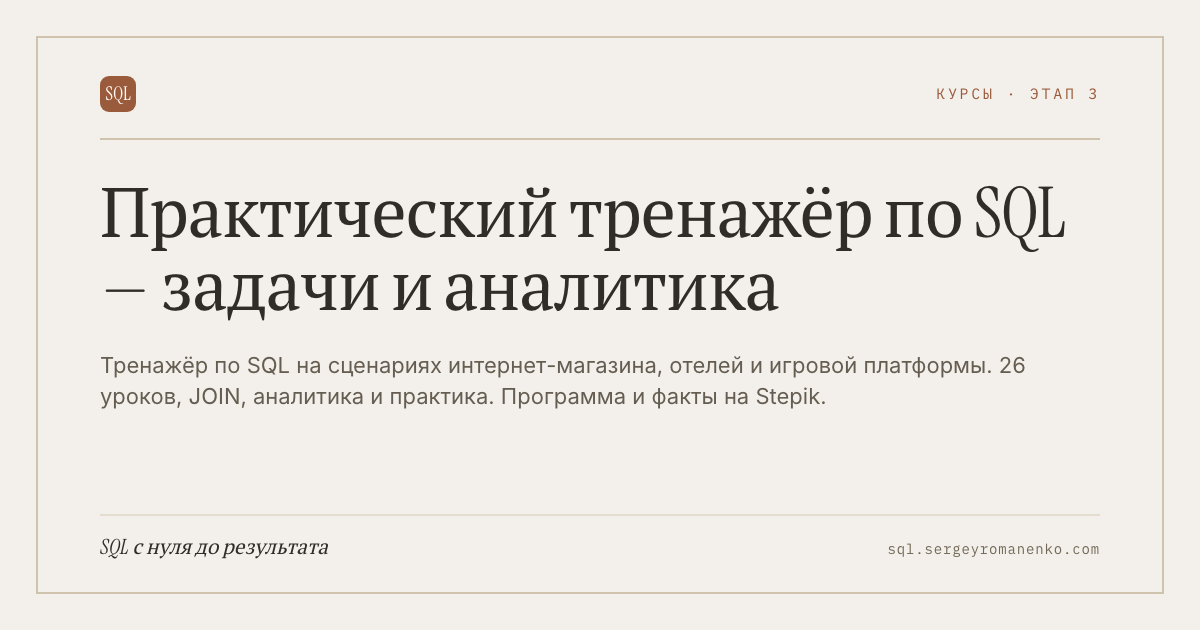 SQL
КУРСЫ · ЭТАП 3
Практический тренажёр по SQL
— задачи и аналитика
Тренажёр по SQL на сценариях интернет-магазина, отелей и игровой платформы. 26
уроков, JOIN, аналитика и практика. Программа и факты на Stepik.
SQL с нуля до результата
sql.sergeyromanenko.com